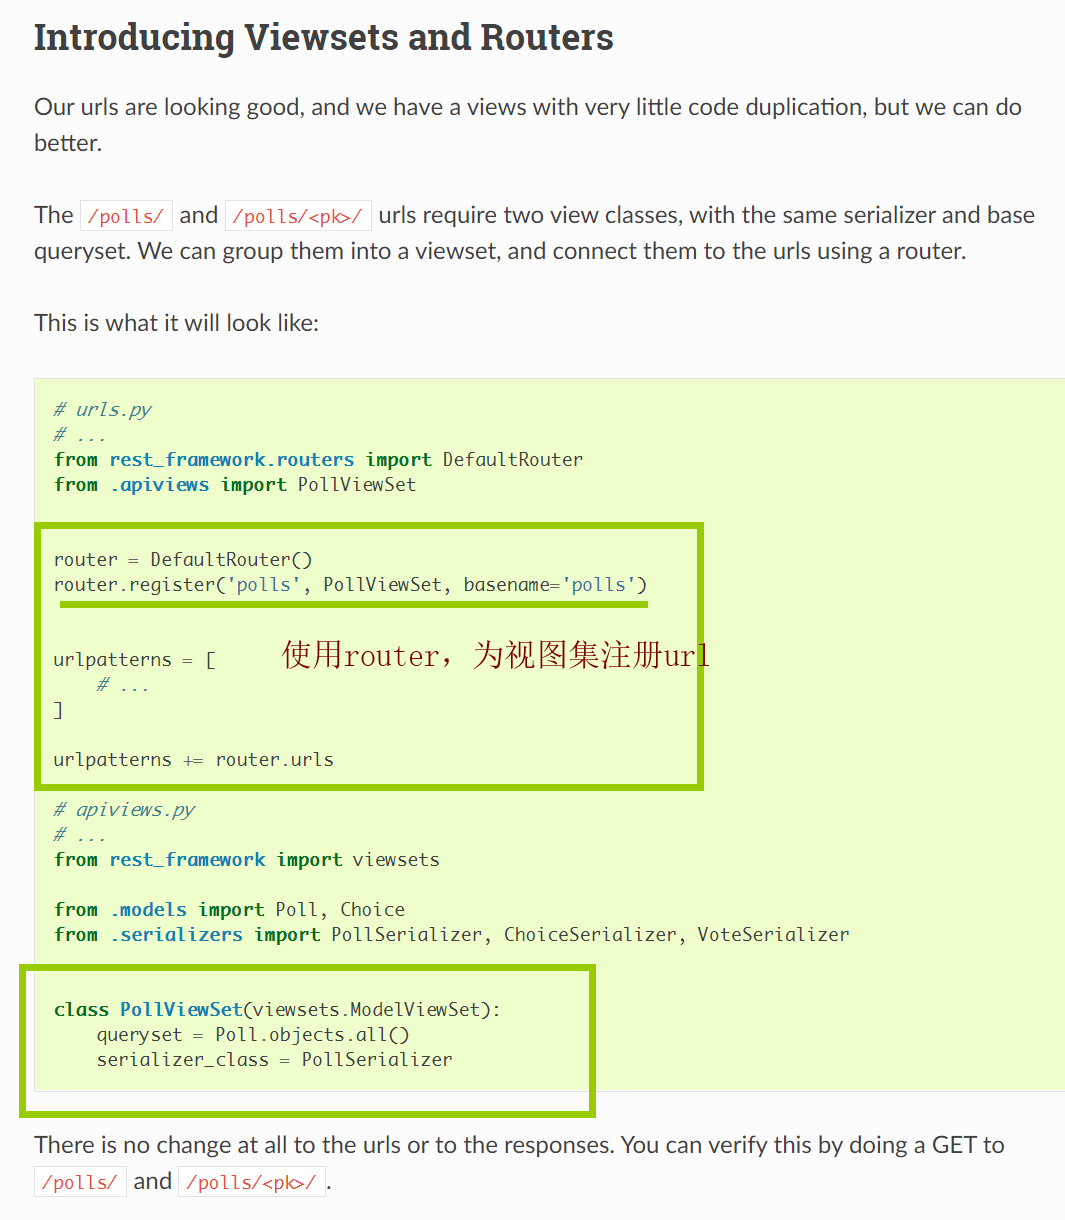 Introducing Viewsets and Routers
Our urls are looking good, and we have a views with very little code duplication, but we can do
better.
The /polls/ and /polls/<pk>/ urls require two view classes, with the same serializer and base
queryset. We can group them into a viewset, and connect them to the urls using a router.
This is what it will look like:
# urls.py
# ...
from rest_framework.routers import DefaultRouter
from .apiviews import PollViewSet
router = DefaultRouter()
router.register('polls', PollViewSet, basename='polls')
使用router，为视图集注册url
urlpatterns = [
    # ...
]
urlpatterns += router.urls
# apiviews.py
# ...
from rest_framework import viewsets
from .models import Poll, Choice
from .serializers import PollSerializer, ChoiceSerializer, VoteSerializer
class PollViewSet(viewsets.ModelViewSet):
    queryset = Poll.objects.all()
    serializer_class = PollSerializer
There is no change at all to the urls or to the responses. You can verify this by doing a GET to
/polls/ and /polls/<pk>/ .